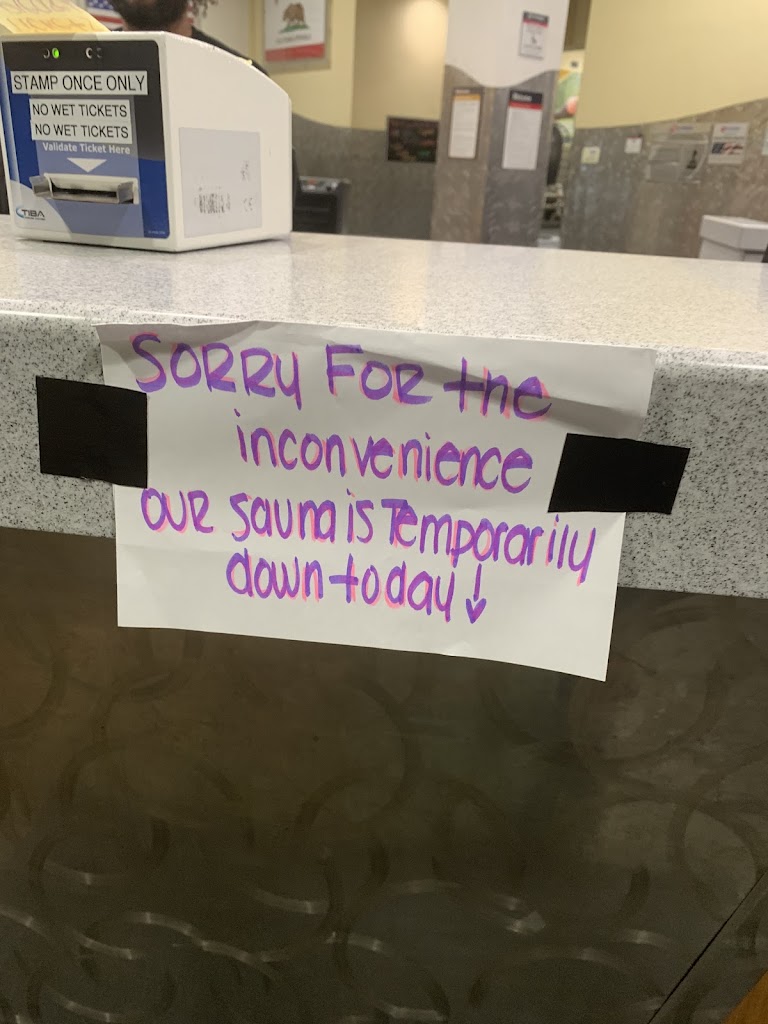 STAMP ONCE ONLY
NO WET TICKETS
NO WET TICKETS
Validate Ticket Here
TIBA
SORRY FOR the
inconvenience
OUR sauna is Temporarily
down today ↓